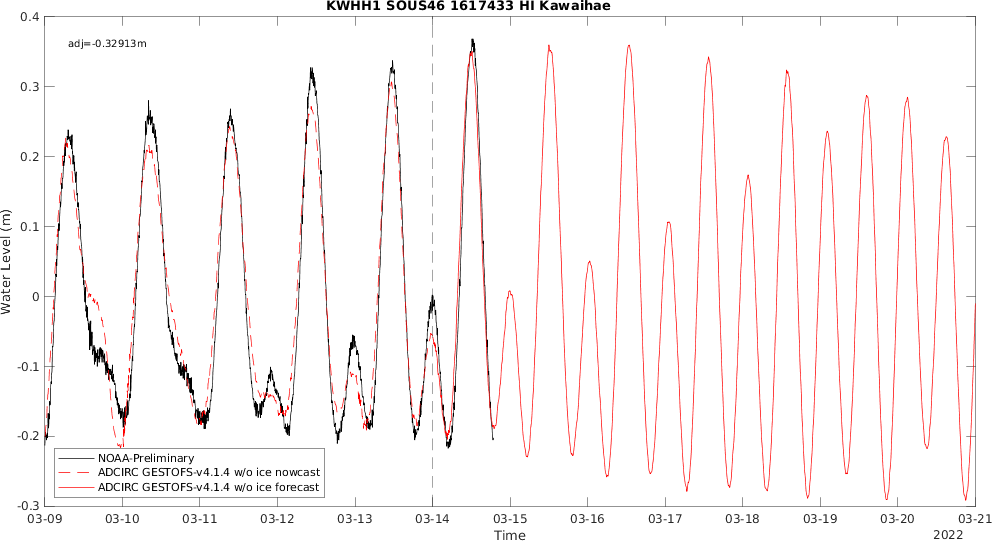 KWHH1 SOUS46 1617433 HI Kawaihae
adj=-0.32913m
Water Level (m)
0.4
0.3
0.2
0.1
0
-0.1
-0.2
-0.3
NOAA-Preliminary
ADCIRC GESTOFS-v4.1.4 w/o ice nowcast
ADCIRC GESTOFS-v4.1.4 w/o ice forecast
03-09 03-10 03-11 03-12 03-13 03-14 03-15 03-16 03-17 03-18 03-19 03-20 03-21
Time
2022